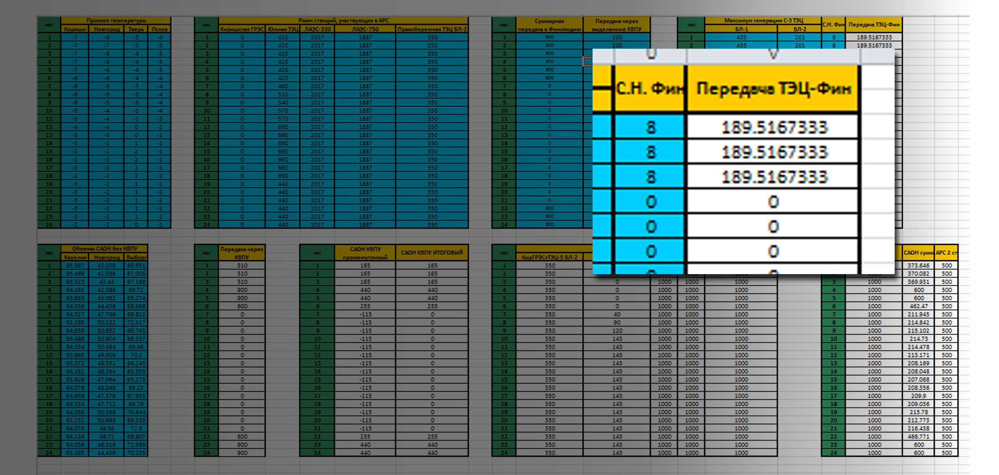 час Прогноз температуры
Кириши Новгород Тверь Псков
1 -7 -6 -5 -4
2 -7 -7 -5 -5
3 -7 -6 -4 -5
4 -7 -6 -4 -5
5 -7 -6 -4 -5
6 -6 -6 -4 -4
7 -6 -5 -3 -4
8 -6 -5 -3 -4
9 -6 -5 -3 -4
10 -5 -4 -2 -4
11 -5 -4 -1 -3
12 -4 -4 0 -2
13 -3 -3 0 -2
14 -3 -2 1 -2
15 -2 -2 2 -1
16 -2 -2 2 -1
17 -2 -2 2 -1
18 -2 -2 2 -2
19 -3 -2 1 -2
20 -3 -2 1 -2
21 -3 -2 1 -2
22 -3 -2 1 -2
23 -3 -2 1 -2
24 -2 -2 0 -2
час Рмин станций, участвующих в АРС
Киришская ГРЭС Южная ТЭЦ ЛАЭС-330 ЛАЭС-750 Правобережная ТЭЦ БЛ-2
1 0 420 2017 1887 350
2 0 420 2017 1887 350
3 0 420 2017 1887 350
4 0 420 2017 1887 350
5 0 420 2017 1887 350
6 0 420 2017 1887 350
7 0 460 2017 1887 350
8 0 510 2017 1887 350
9 0 540 2017 1887 350
10 0 570 2017 1887 350
11 0 570 2017 1887 350
12 0 660 2017 1887 350
13 0 660 2017 1887 350
14 0 660 2017 1887 350
15 0 660 2017 1887 350
16 0 660 2017 1887 350
17 0 660 2017 1887 350
18 0 660 2017 1887 350
19 0 440 2017 1887 350
20 0 440 2017 1887 350
21 0 440 2017 1887 350
22 0 440 2017 1887 350
23 0 440 2017 1887 350
24 0 440 2017 1887 350
час Суммарная Передача через
передача в Финляндию выделенное КВПУ
1 900 200
2 900 200
3 900
4 900
5 900
6 600
7 0
8 0
9 0
10 0
11 0
12 0
13 0
14 0
15 0
16 0
17 0
18 0
19 0
20 0
21 0
22 600
23 900
24 900
час Максимум генерации С-3 ТЭЦ С.Н. Фин Передача ТЭЦ-Фин
БЛ-1 БЛ-2
1 435 201 8 189.5167333
2 435 201 8 189.5167333
U V
С.Н. Фин Передача ТЭЦ-Фин
8 189.5167333
8 189.5167333
8 189.5167333
0 0
0 0
0 0
час Объемы САОН без КВПУ
Карелия Новгород Выборг
1 95.987 43.008 69.651
2 95.489 42.588 67.005
3 95.323 42.42 67.188
4 94.161 42.588 65.72
5 93.663 43.092 65.274
6 94.036 44.436 68.998
7 94.327 47.796 69.822
8 92.293 50.232 72.317
9 94.659 50.652 69.791
10 95.489 50.904 68.337
11 94.534 50.484 69.46
12 93.663 49.308 70.2
13 93.372 48.552 66.245
14 94.161 48.384 65.503
15 93.829 47.964 65.275
16 94.078 48.048 66.23
17 94.659 47.376 67.865
18 94.534 47.712 66.79
19 94.368 50.568 70.844
20 92.252 50.988 69.533
21 94.078 49.56 72.8
22 94.244 48.72 68.807
23 94.036 46.116 72.989
24 93.165 44.436 70.235
час Передача через
КВПУ
1 510
2 510
3 510
4 900
5 900
6 600
7 0
8 0
9 0
10 0
11 0
12 0
13 0
14 0
15 0
16 0
17 0
18 0
19 0
20 0
21 0
22 600
23 900
24 900
час САОН КВПУ САОН КВПУ ИТОГОВЫЙ
промежуточный
1 165 165
2 165 165
3 165 165
4 440 440
5 440 440
6 255 255
7 -115 0
8 -115 0
9 -115 0
10 -115 0
11 -115 0
12 -115 0
13 -115 0
14 -115 0
15 -115 0
16 -115 0
17 -115 0
18 -115 0
19 -115 0
20 -115 0
21 -115 0
22 255 255
23 440 440
24 440 440
час
КирГРЭС+ТЭЦ-5 БЛ-2
1 350
2 350
3 350 0 1000 1000 1000
4 350 0 1000 1000 1000
5 350 0 1000 1000 1000
6 350 0 1000 1000 1000
7 350 40 1000 1000 1000
8 350 90 1000 1000 1000
9 350 120 1000 1000 1000
10 350 143 1000 1000 1000
11 350 143 1000 1000 1000
12 350 143 1000 1000 1000
13 350 143 1000 1000 1000
14 350 143 1000 1000 1000
15 350 143 1000 1000 1000
16 350 143 1000 1000 1000
17 350 143 1000 1000 1000
18 350 143 1000 1000 1000
19 350 143 1000 1000 1000
20 350 143 1000 1000 1000
21 350 143 1000 1000 1000
22 350 143 1000 1000 1000
23 350 143 1000 1000 1000
24 350 143 1000 1000 1000
САОН сумм АРС 2 ст
373.646 500
370.082 500
3 1000 369.931 500
4 1000 600 500
5 1000 600 500
6 1000 462.47 500
7 1000 211.945 500
8 1000 214.842 500
9 1000 215.102 500
10 1000 214.73 500
11 1000 214.478 500
12 1000 213.171 500
13 1000 208.169 500
14 1000 208.048 500
15 1000 207.068 500
16 1000 208.356 500
17 1000 209.9 500
18 1000 209.036 500
19 1000 215.78 500
20 1000 212.773 500
21 1000 216.438 500
22 1000 466.771 500
23 1000 600 500
24 1000 600 500